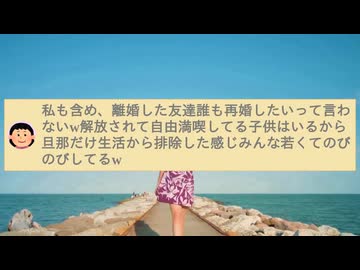 私も含め、離婚した友達誰も再婚したいって言わ
ないw解放されて自由満喫してる子供はいるから
旦那だけ生活から排除した感じみんな若くてのび
のびしてるw